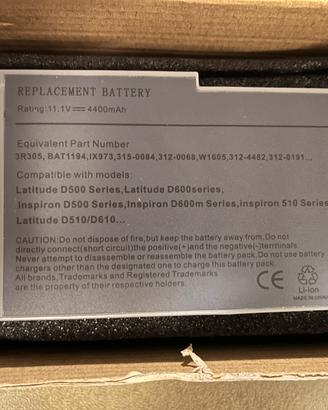 REPLACEMENT BATTERY
Rating:11.1V⎓4400mAh
Equivalent Part Number
3R305, BAT1194,IX973,315-0084,312-0068,W1605,312-4482,312-0191...
Compatible with models:
Latitude D500 Series,Latitude D600series,
Inspiron D500 Series, Inspiron D600m Series,inspiron 510 Series
Latitude D510/D610...
CAUTION:Do not dispose of fire,but keep the battery away from,Do not
directly connect(short circuit)the positive(+)and the negative(-)terminals.
Never attempt to disassemble or reassemble the battery pack.Do not use battery
chargers other than the designated one to charge this battery pack.
All brands,Trademarks and Registered Trademarks
are the property of their respective holders.
CE
Li-ion
MADE IN CHINA